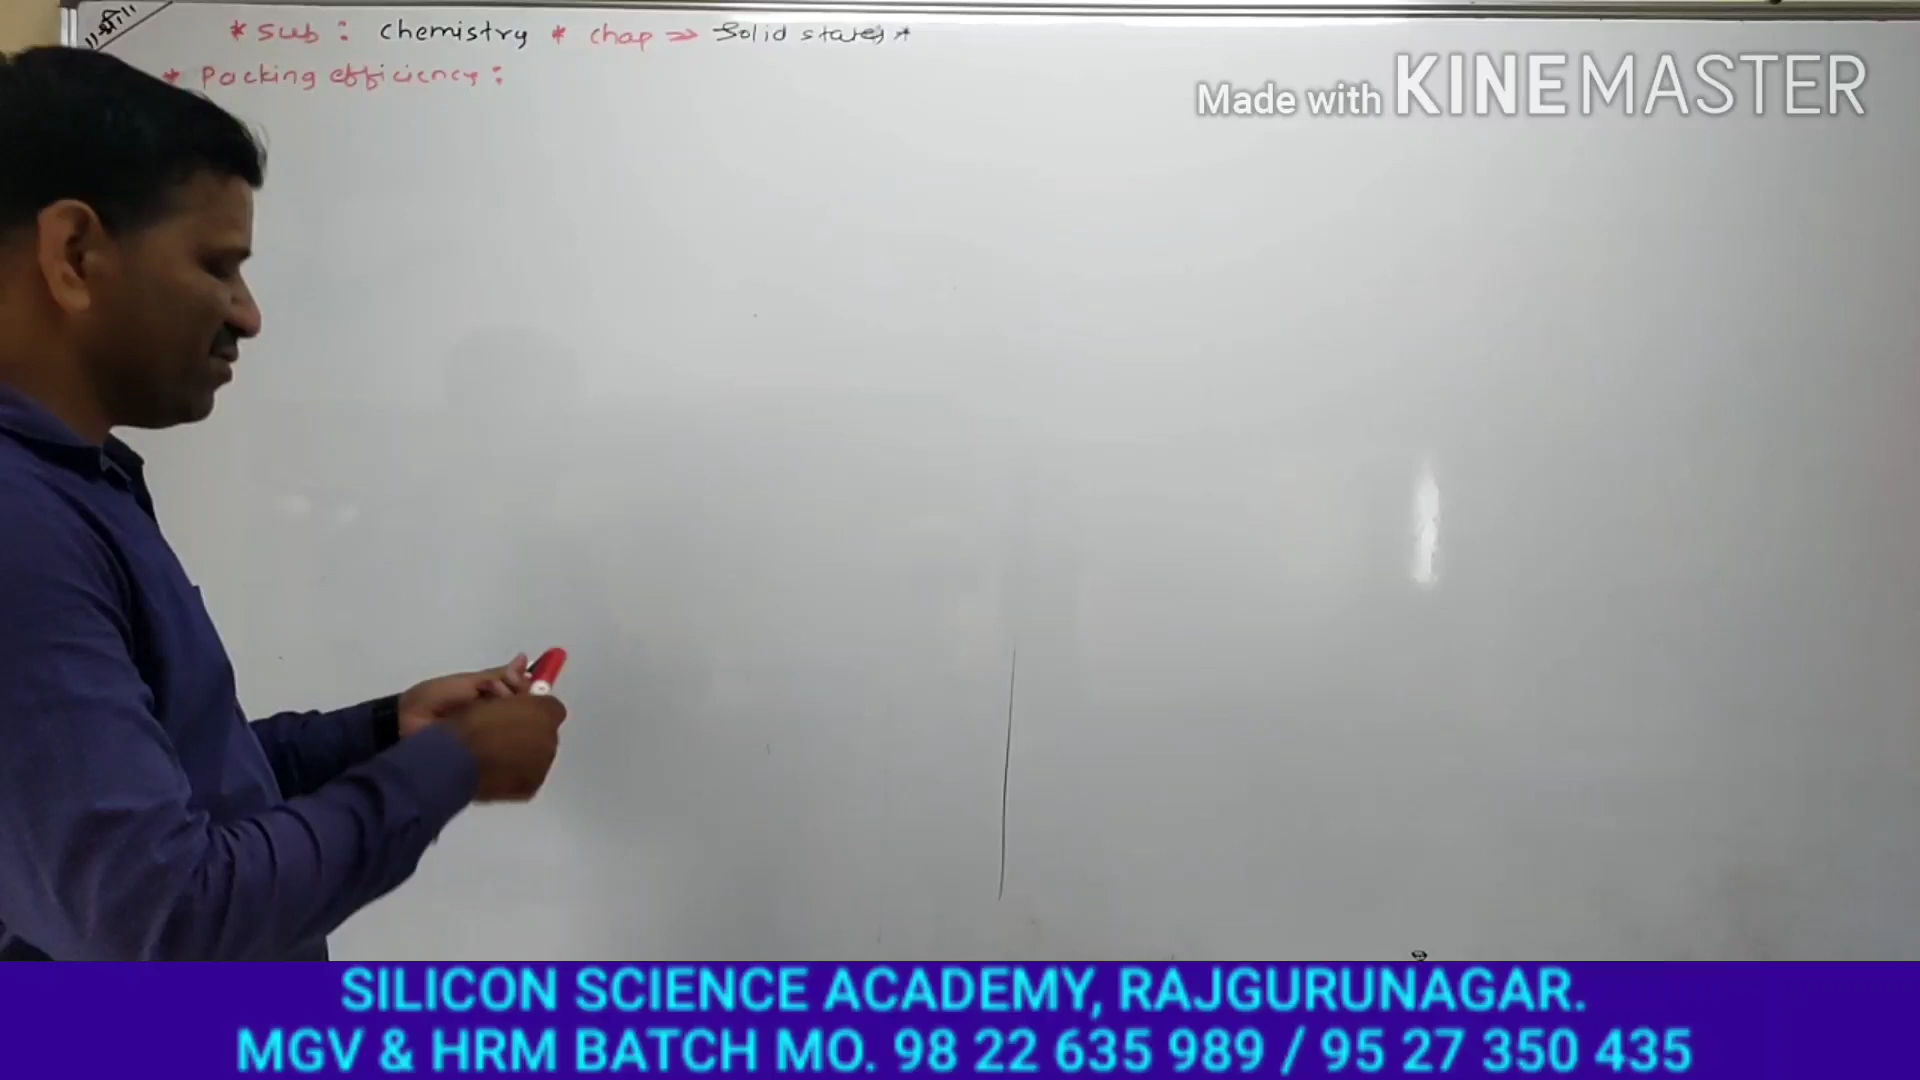 ॥ श्री ॥
* Sub : chemistry * chap ⇒ Solid states *
* Packing efficiency :
Made with KINEMASTER
SILICON SCIENCE ACADEMY, RAJGURUNAGAR.
MGV & HRM BATCH MO. 98 22 635 989 / 95 27 350 435